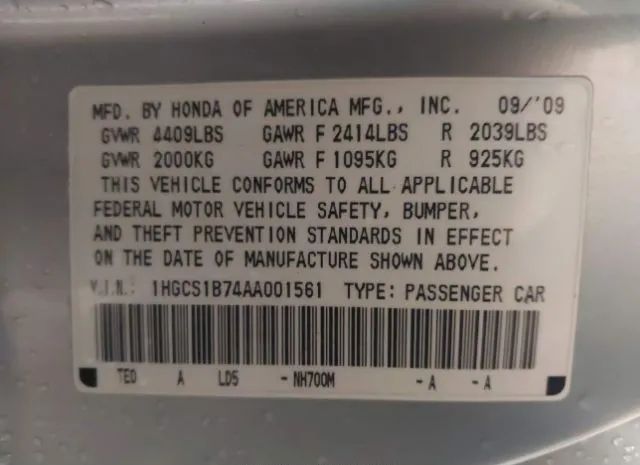 MFD. BY HONDA OF AMERICA MFG., INC. 09/'09
GVWR 4409LBS GAWR F 2414LBS R 2039LBS
GVWR 2000KG GAWR F 1095KG R 925KG
THIS VEHICLE CONFORMS TO ALL APPLICABLE
FEDERAL MOTOR VEHICLE SAFETY, BUMPER,
AND THEFT PREVENTION STANDARDS IN EFFECT
ON THE DATE OF MANUFACTURE SHOWN ABOVE.
V.I.N.: 1HGCS1B74AA001561 TYPE: PASSENGER CAR
TE0 A LD5 -NH700M -A -A